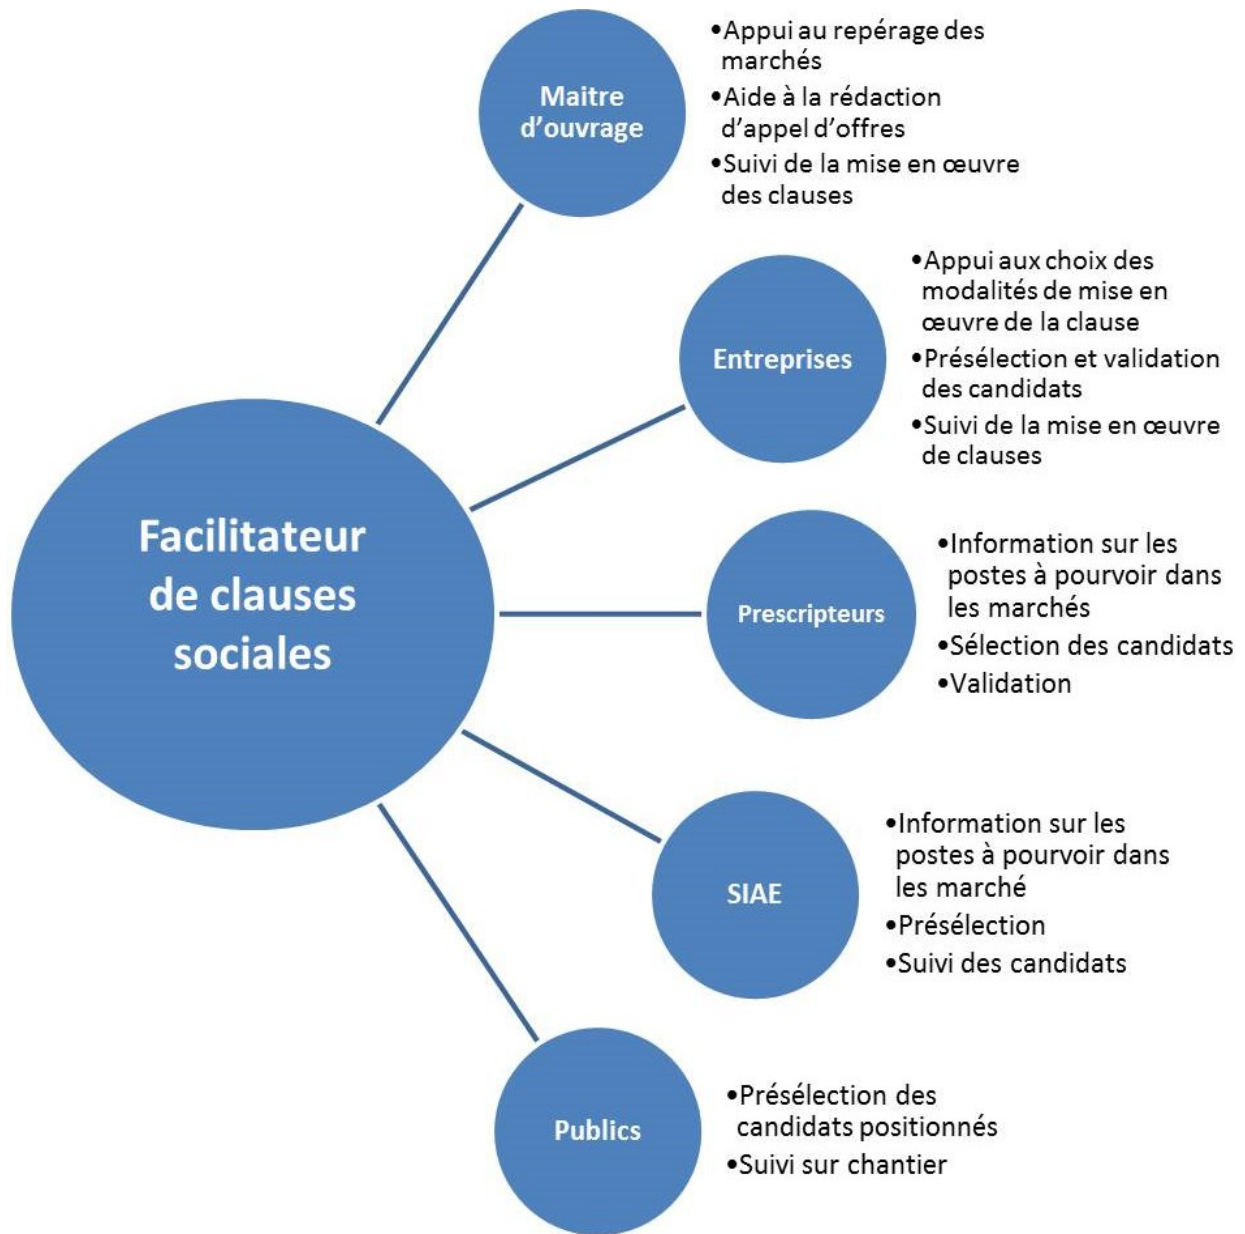 Maitre
d'ouvrage
•Appui au repérage des
marchés
•Aide à la rédaction
d'appel d'offres
•Suivi de la mise en œuvre
des clauses
Entreprises
•Appui aux choix des
modalités de mise en
œuvre de la clause
•Présélection et validation
des candidats
•Suivi de la mise en œuvre
de clauses
Facilitateur
de clauses
sociales
Prescripteurs
•Information sur les
postes à pourvoir dans
les marchés
•Sélection des candidats
•Validation
SIAE
•Information sur les
postes à pourvoir dans
les marché
•Présélection
•Suivi des candidats
Publics
•Présélection des
candidats positionnés
•Suivi sur chantier